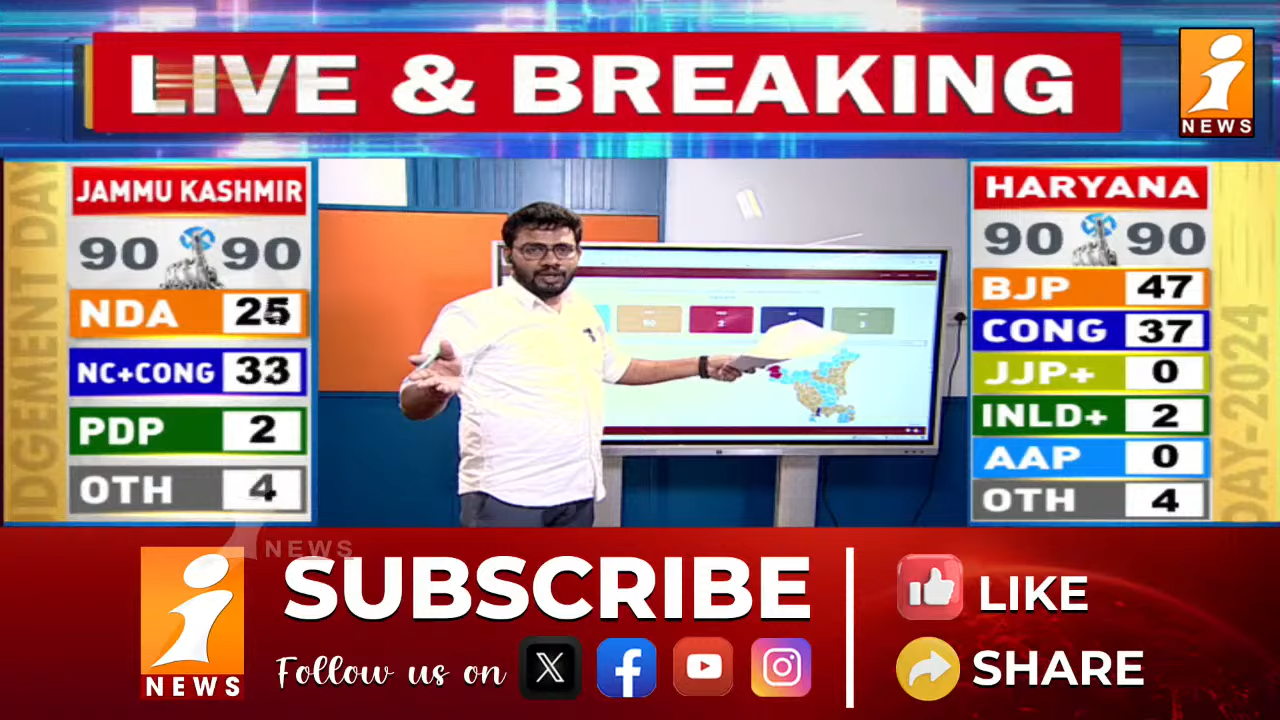 LIVE & BREAKING
i
NEWS
JUDGEMENT DAY
JAMMU KASHMIR
90 90
NDA 25
NC+CONG 33
PDP 2
OTH 4
HARYANA
90 90
BJP 47
CONG 37
JJP+ 0
INLD+ 2
AAP 0
OTH 4
DAY-2024
NEWS
i
NEWS
SUBSCRIBE
Follow us on
LIKE
SHARE